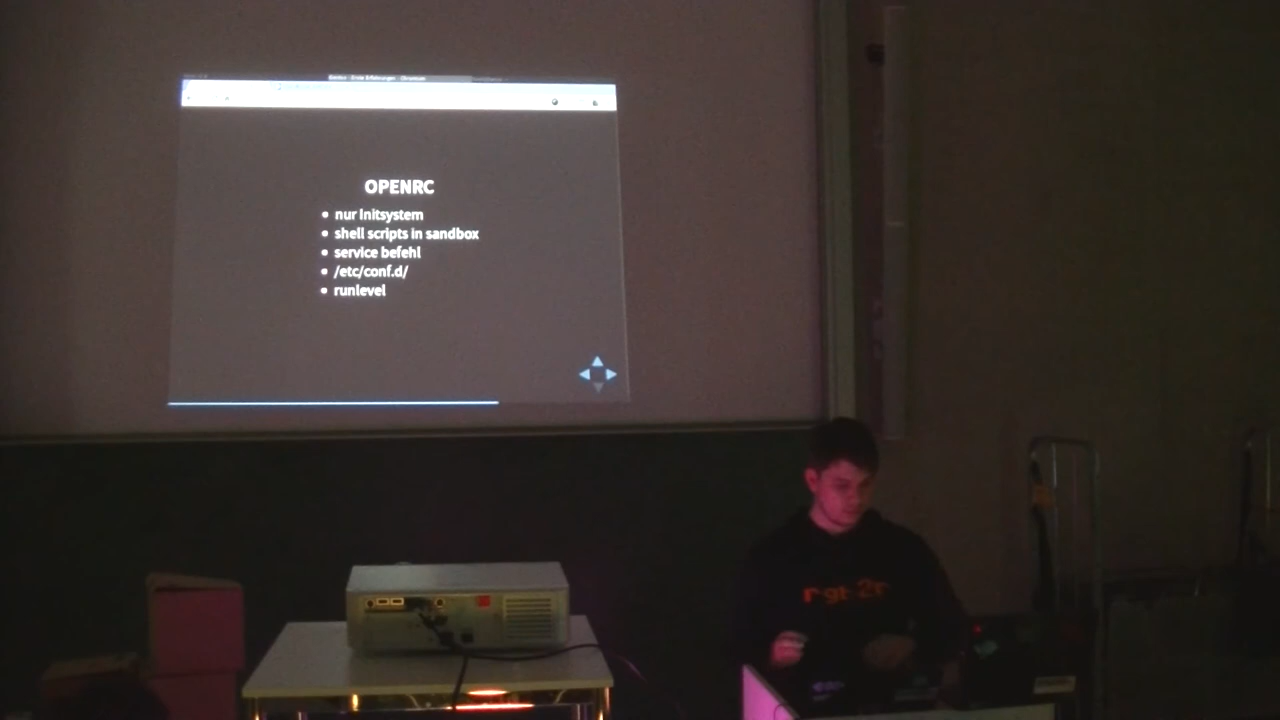 OPENRC
nur Initsystem
shell scripts in sandbox
service befehl
/etc/conf.d/
runlevel